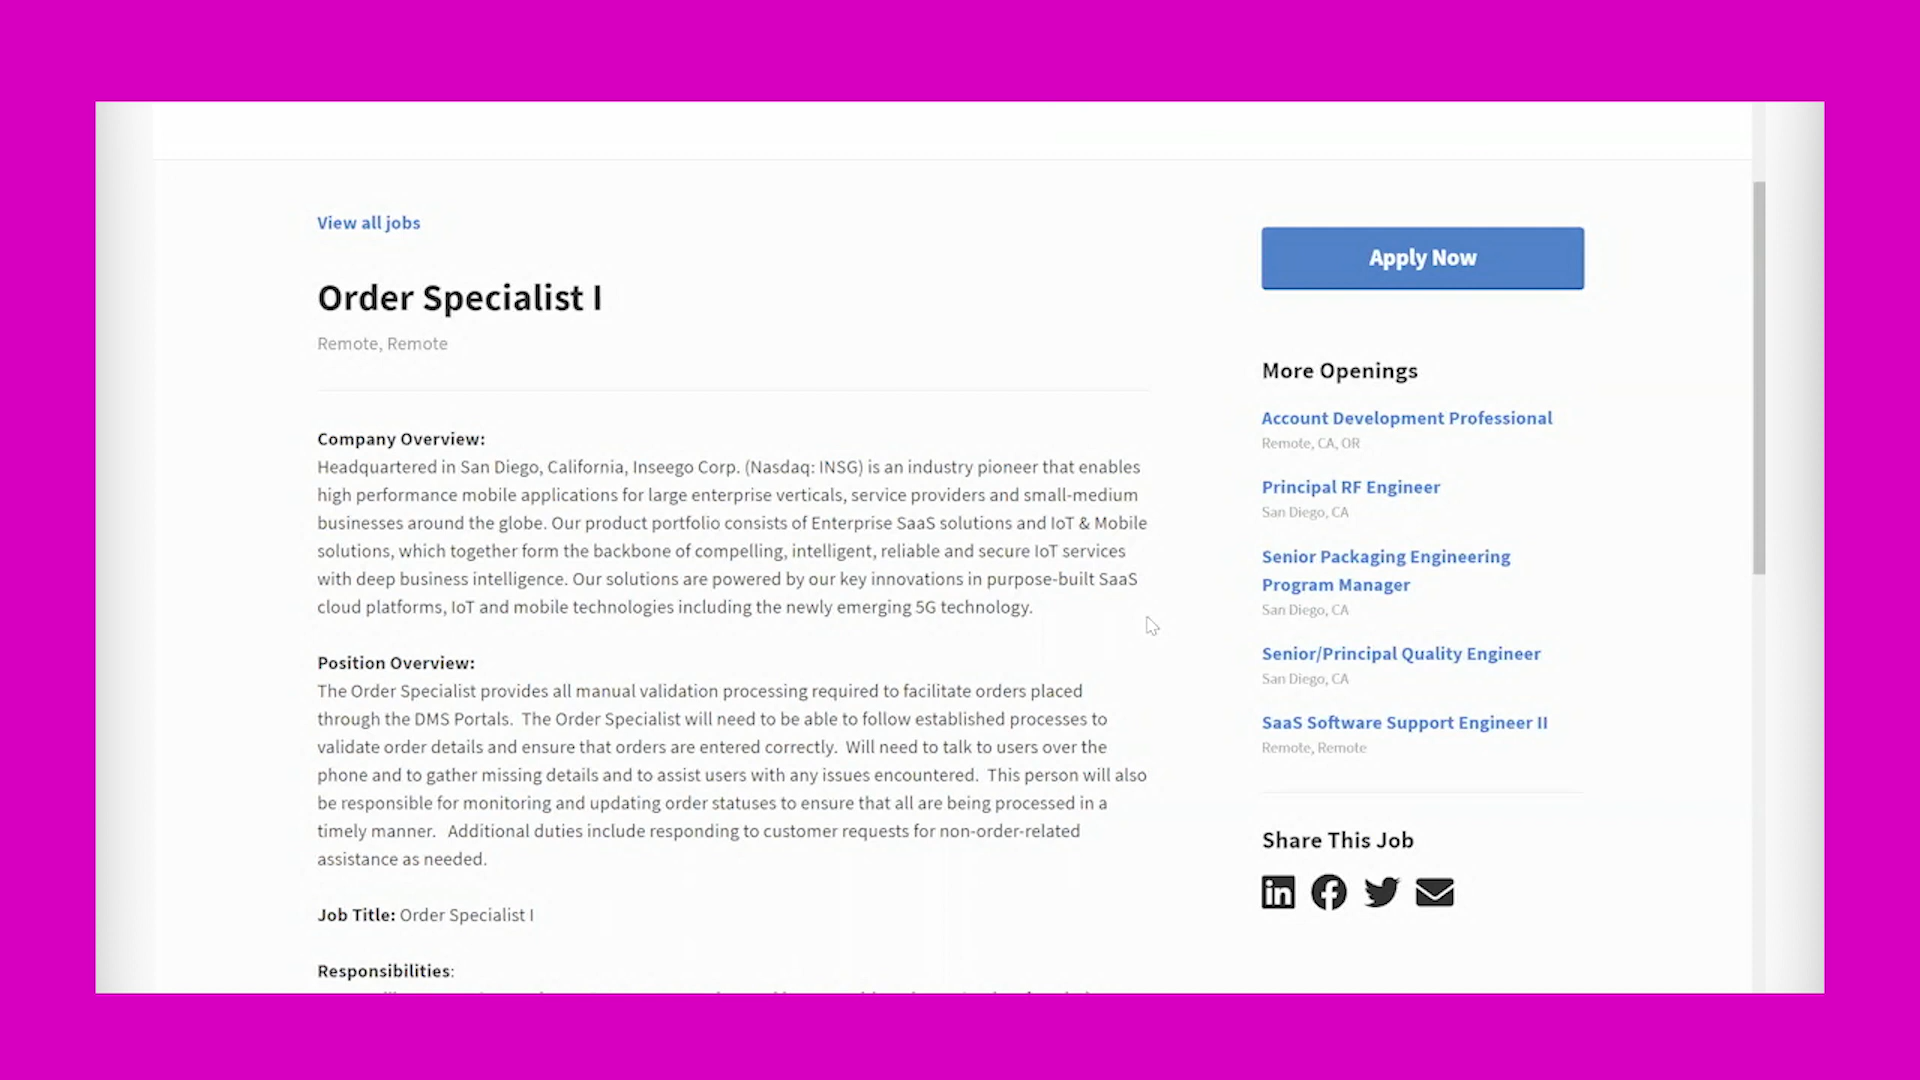 View all jobs
Apply Now
Order Specialist I
Remote, Remote
More Openings
Account Development Professional
Remote, CA, OR
Principal RF Engineer
San Diego, CA
Senior Packaging Engineering
Program Manager
San Diego, CA
Senior/Principal Quality Engineer
San Diego, CA
SaaS Software Support Engineer II
Remote, Remote
Share This Job
Company Overview:
Headquartered in San Diego, California, Inseego Corp. (Nasdaq: INSG) is an industry pioneer that enables
high performance mobile applications for large enterprise verticals, service providers and small-medium
businesses around the globe. Our product portfolio consists of Enterprise SaaS solutions and IoT & Mobile
solutions, which together form the backbone of compelling, intelligent, reliable and secure IoT services
with deep business intelligence. Our solutions are powered by our key innovations in purpose-built SaaS
cloud platforms, IoT and mobile technologies including the newly emerging 5G technology.
Position Overview:
The Order Specialist provides all manual validation processing required to facilitate orders placed
through the DMS Portals.  The Order Specialist will need to be able to follow established processes to
validate order details and ensure that orders are entered correctly.  Will need to talk to users over the
phone and to gather missing details and to assist users with any issues encountered.  This person will also
be responsible for monitoring and updating order statuses to ensure that all are being processed in a
timely manner.   Additional duties include responding to customer requests for non-order-related
assistance as needed.
Job Title: Order Specialist I
Responsibilities: